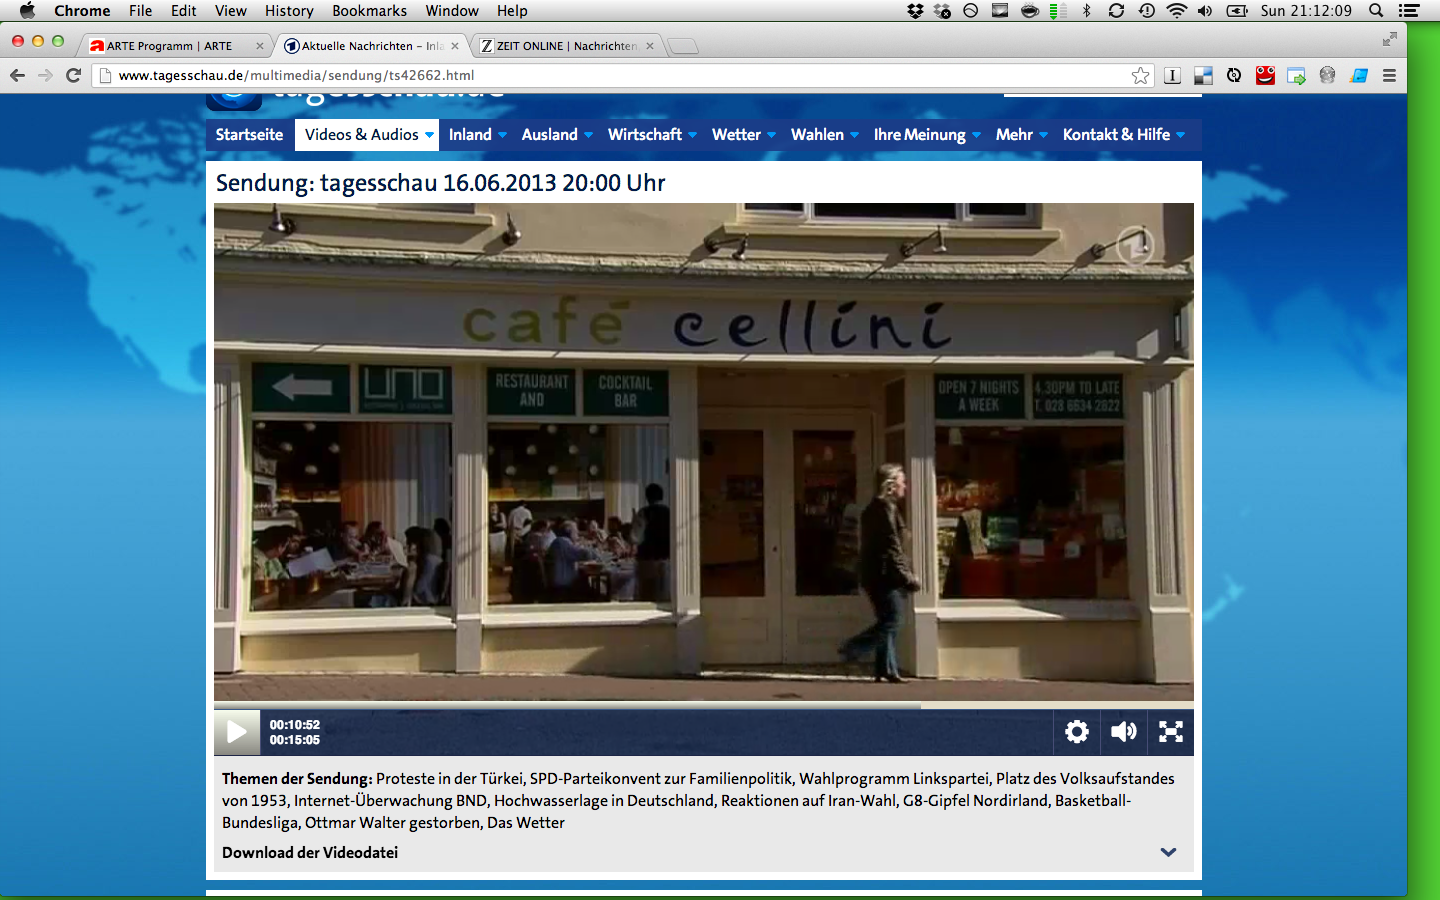 Chrome File Edit View History Bookmarks Window Help Sun 21:12:09
ARTE Programm | ARTE
Aktuelle Nachrichten – Inla
ZEIT ONLINE | Nachrichten
www.tagesschau.de/multimedia/sendung/ts42662.html
tagesschau.de
Startseite Videos & Audios Inland Ausland Wirtschaft Wetter Wahlen Ihre Meinung Mehr Kontakt & Hilfe
Sendung: tagesschau 16.06.2013 20:00 Uhr
café cellini
UNO
RESTAURANT
AND
COCKTAIL
BAR
OPEN 7 NIGHTS
A WEEK
4.30PM TO LATE
T. 028 6634 2822
00:10:52
00:15:05
Themen der Sendung: Proteste in der Türkei, SPD-Parteikonvent zur Familienpolitik, Wahlprogramm Linkspartei, Platz des Volksaufstandes
von 1953, Internet-Überwachung BND, Hochwasserlage in Deutschland, Reaktionen auf Iran-Wahl, G8-Gipfel Nordirland, Basketball-
Bundesliga, Ottmar Walter gestorben, Das Wetter
Download der Videodatei